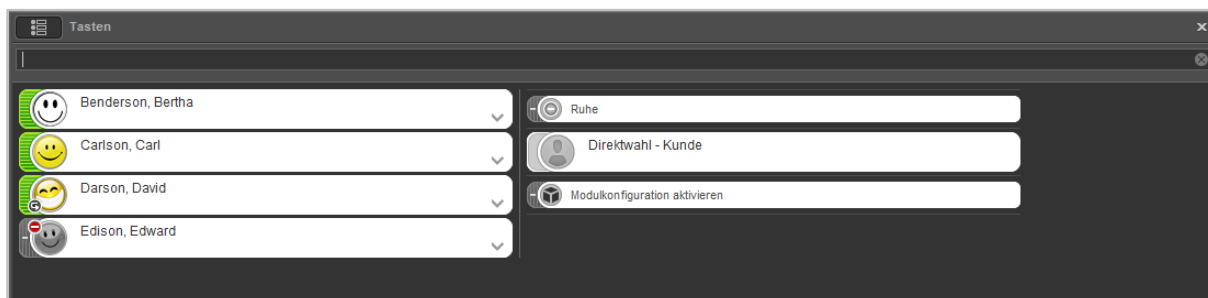 Tasten
Benderson, Bertha
Carlson, Carl
Darson, David
Edison, Edward
Ruhe
Direktwahl - Kunde
Modulkonfiguration aktivieren